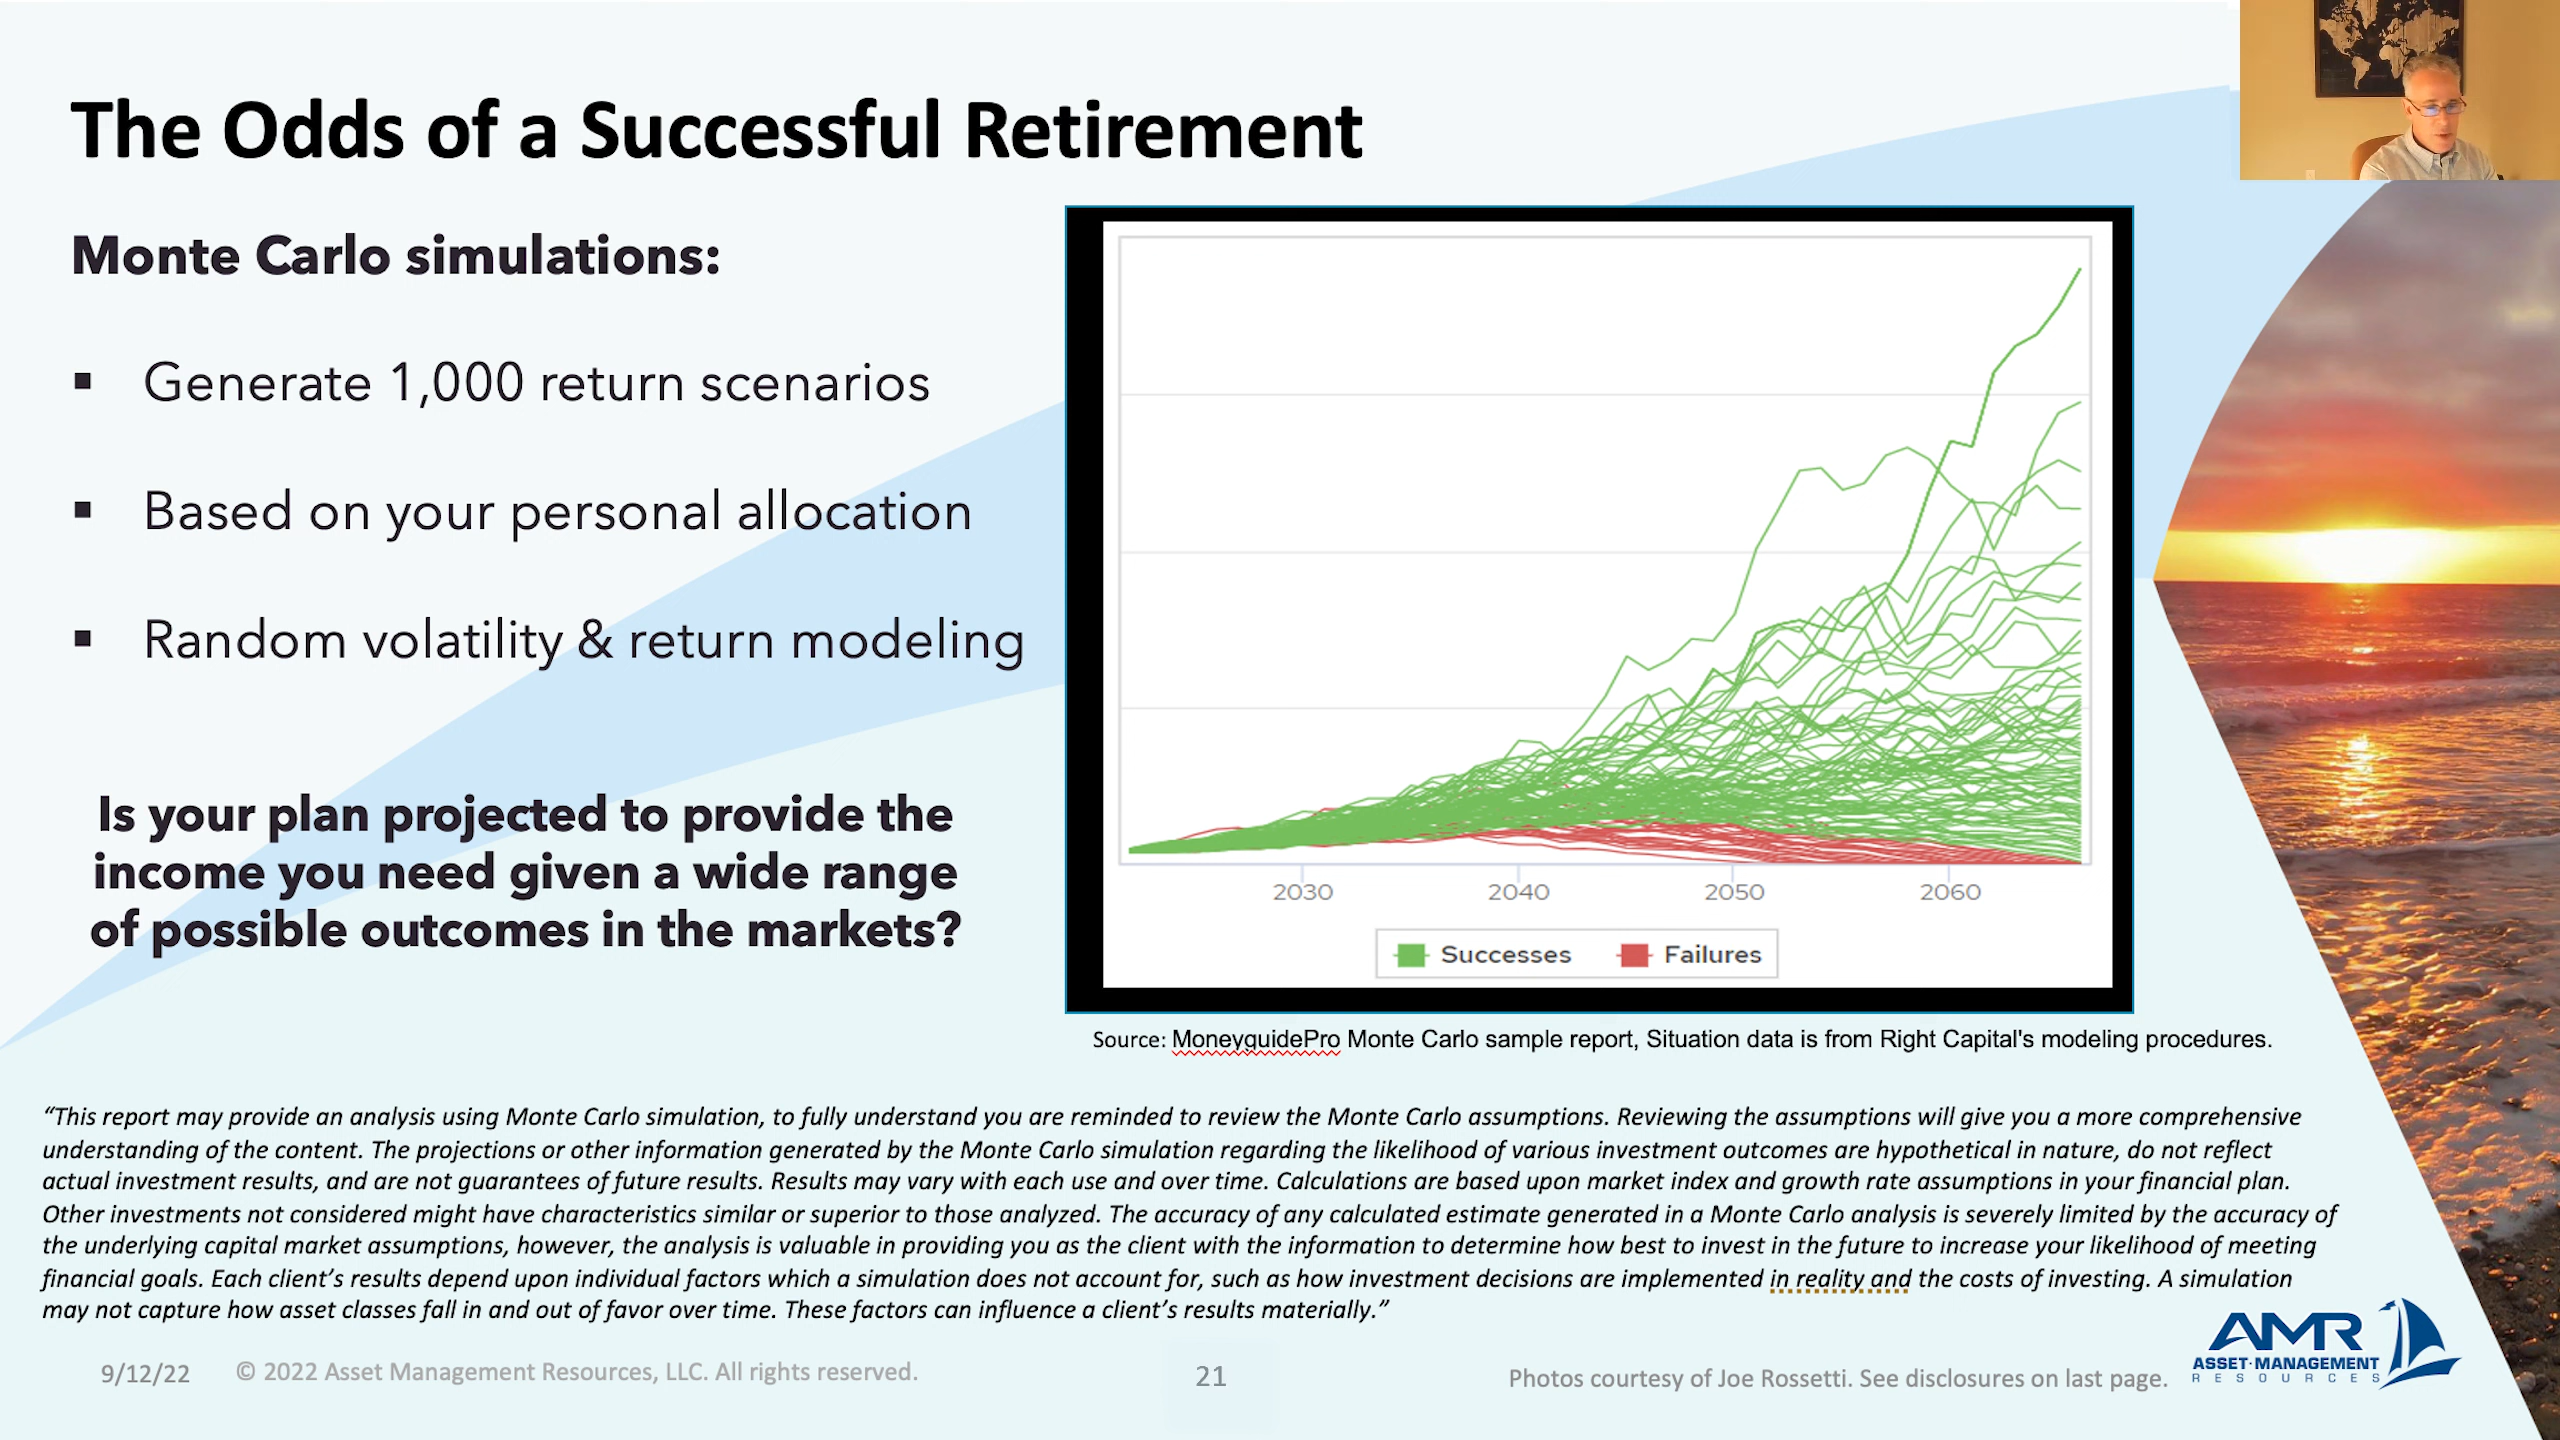 The Odds of a Successful Retirement
Monte Carlo simulations:
▪ Generate 1,000 return scenarios
▪ Based on your personal allocation
▪ Random volatility & return modeling
Is your plan projected to provide the
income you need given a wide range
of possible outcomes in the markets?
2030 2040 2050 2060
Successes Failures
Source: MoneyguidePro Monte Carlo sample report, Situation data is from Right Capital's modeling procedures.
“This report may provide an analysis using Monte Carlo simulation, to fully understand you are reminded to review the Monte Carlo assumptions. Reviewing the assumptions will give you a more comprehensive
understanding of the content. The projections or other information generated by the Monte Carlo simulation regarding the likelihood of various investment outcomes are hypothetical in nature, do not reflect
actual investment results, and are not guarantees of future results. Results may vary with each use and over time. Calculations are based upon market index and growth rate assumptions in your financial plan.
Other investments not considered might have characteristics similar or superior to those analyzed. The accuracy of any calculated estimate generated in a Monte Carlo analysis is severely limited by the accuracy of
the underlying capital market assumptions, however, the analysis is valuable in providing you as the client with the information to determine how best to invest in the future to increase your likelihood of meeting
financial goals. Each client’s results depend upon individual factors which a simulation does not account for, such as how investment decisions are implemented in reality and the costs of investing. A simulation
may not capture how asset classes fall in and out of favor over time. These factors can influence a client’s results materially.”
9/12/22 © 2022 Asset Management Resources, LLC. All rights reserved. 21 Photos courtesy of Joe Rossetti. See disclosures on last page.
AMR
ASSET·MANAGEMENT
RESOURCES